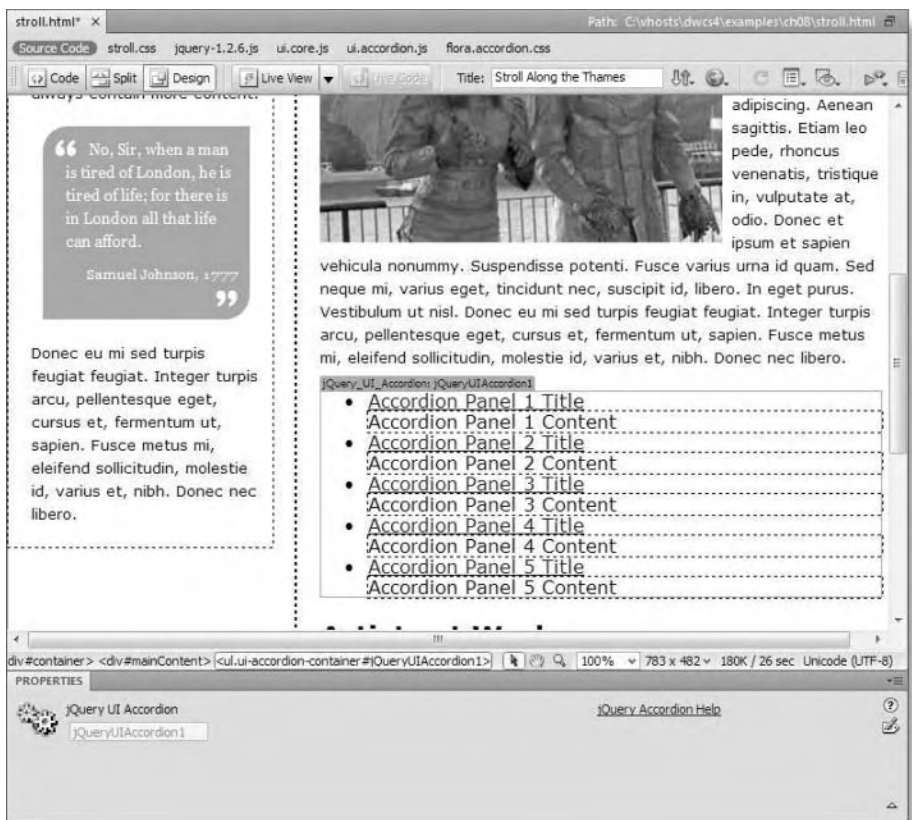 stroll.html* ×
Path: C:\vhosts\dwcs4\examples\ch08\stroll.html
Source Code stroll.css jquery-1.2.6.js ui.core.js ui.accordion.js flora.accordion.css
Code Split Design Live View Live Code Title: Stroll Along the Thames
always contain more content.
“ No, Sir, when a man
is tired of London, he is
tired of life; for there is
in London all that life
can afford.
Samuel Johnson, 1777
”
Donec eu mi sed turpis
feugiat feugiat. Integer turpis
arcu, pellentesque eget,
cursus et, fermentum ut,
sapien. Fusce metus mi,
eleifend sollicitudin, molestie
id, varius et, nibh. Donec nec
libero.
adipiscing. Aenean
sagittis. Etiam leo
pede, rhoncus
venenatis, tristique
in, vulputate at,
odio. Donec et
ipsum et sapien
vehicula nonummy. Suspendisse potenti. Fusce varius urna id quam. Sed
neque mi, varius eget, tincidunt nec, suscipit id, libero. In eget purus.
Vestibulum ut nisl. Donec eu mi sed turpis feugiat feugiat. Integer turpis
arcu, pellentesque eget, cursus et, fermentum ut, sapien. Fusce metus
mi, eleifend sollicitudin, molestie id, varius et, nibh. Donec nec libero.
jQuery_UI_Accordion: jQueryUIAccordion1
• Accordion Panel 1 Title
Accordion Panel 1 Content
• Accordion Panel 2 Title
Accordion Panel 2 Content
• Accordion Panel 3 Title
Accordion Panel 3 Content
• Accordion Panel 4 Title
Accordion Panel 4 Content
• Accordion Panel 5 Title
Accordion Panel 5 Content
div#container> <div#mainContent> <ul.ui-accordion-container#jQueryUIAccordion1> 100% 783 x 482 180K / 26 sec Unicode (UTF-8)
PROPERTIES
jQuery UI Accordion
jQueryUIAccordion1
jQuery Accordion Help